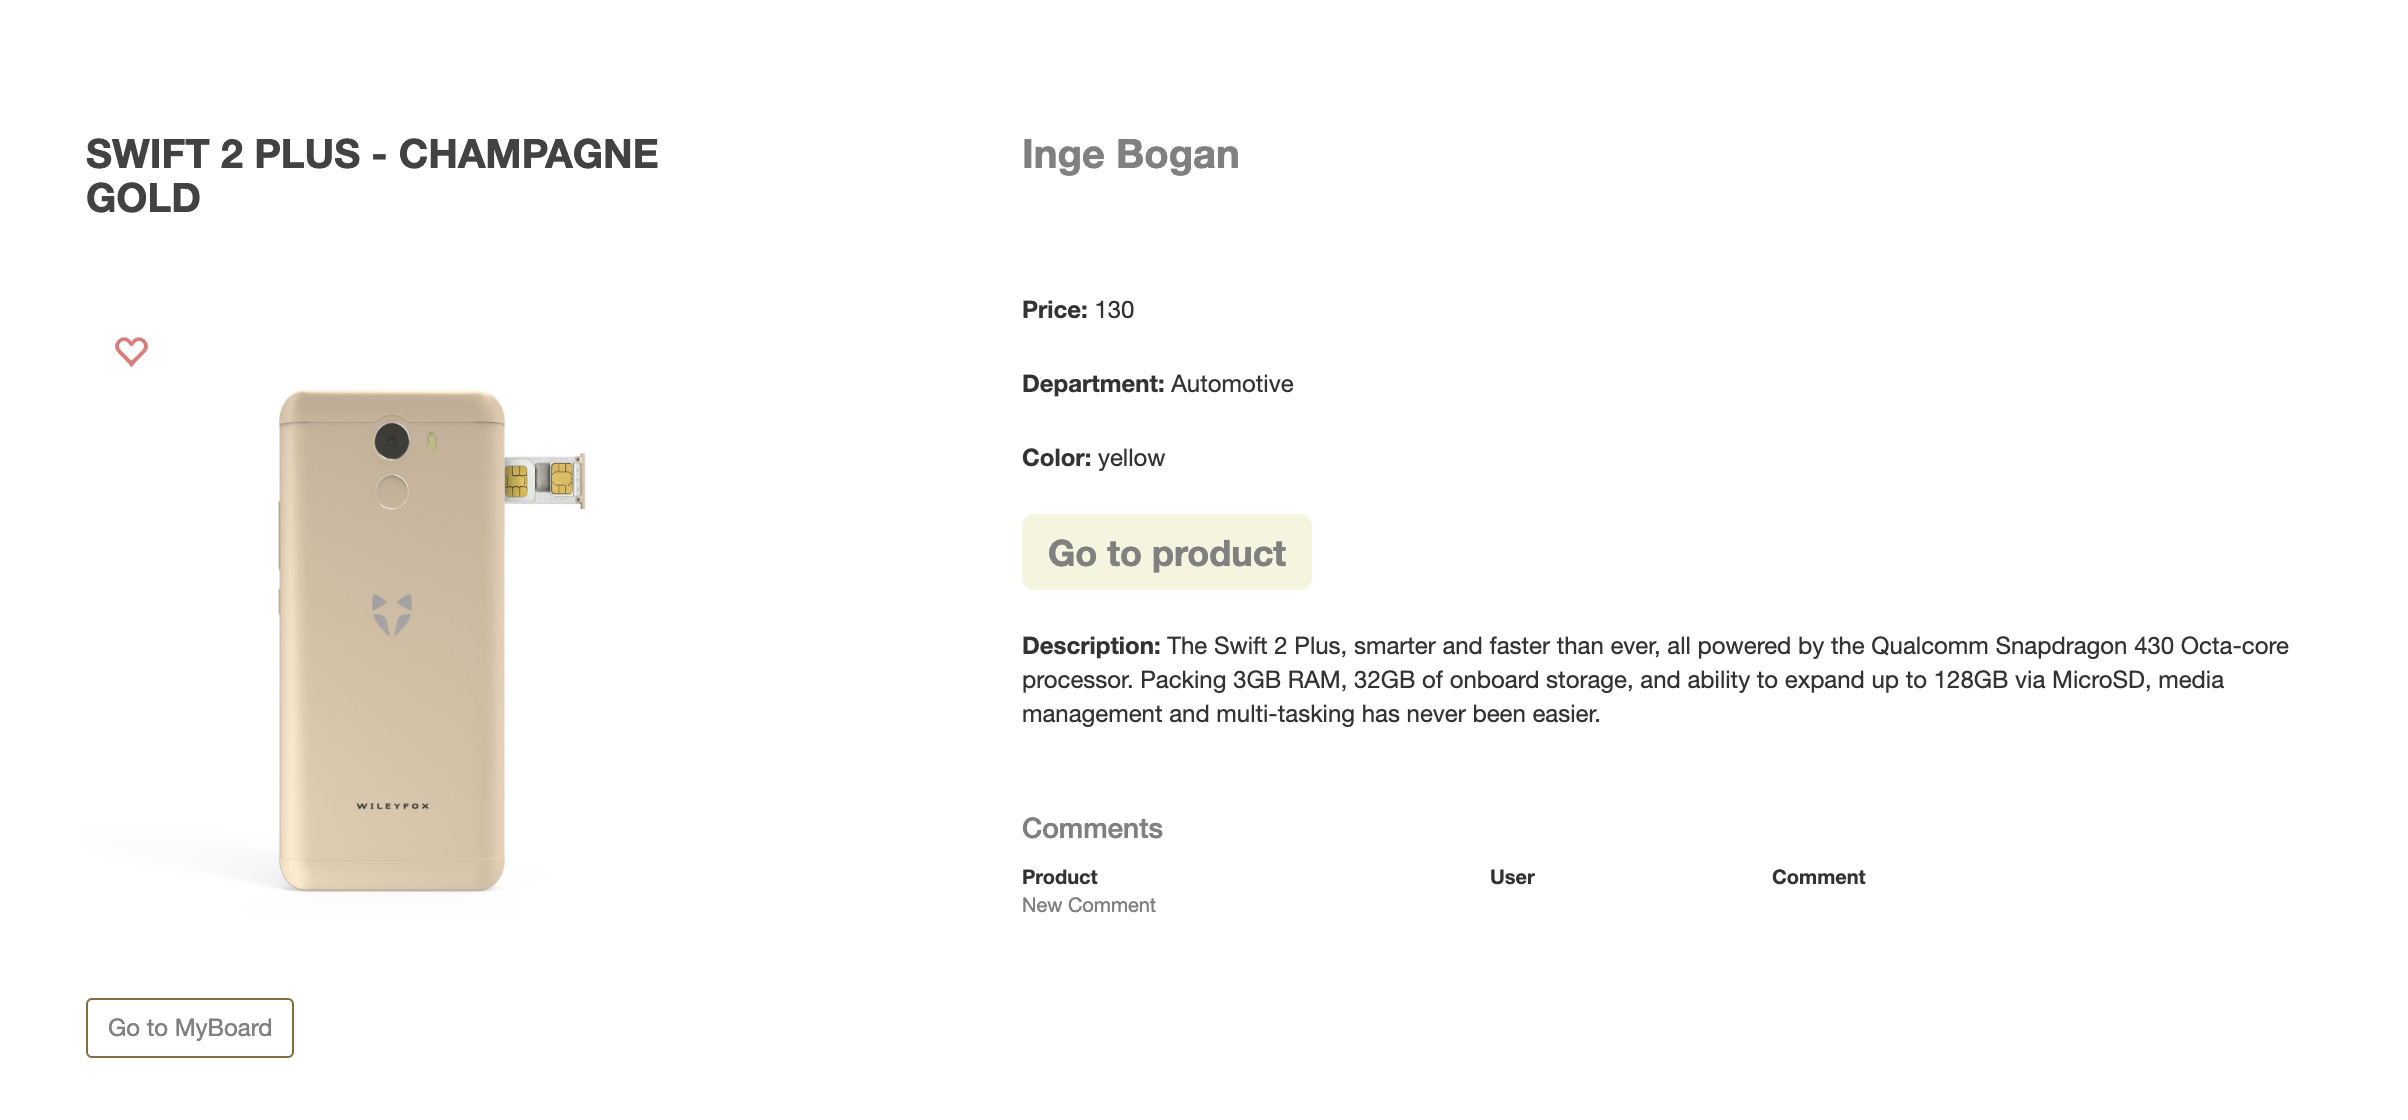 SWIFT 2 PLUS - CHAMPAGNE
GOLD
WILEYFOX
Go to MyBoard
Inge Bogan
Price: 130
Department: Automotive
Color: yellow
Go to product
Description: The Swift 2 Plus, smarter and faster than ever, all powered by the Qualcomm Snapdragon 430 Octa-core
processor. Packing 3GB RAM, 32GB of onboard storage, and ability to expand up to 128GB via MicroSD, media
management and multi-tasking has never been easier.
Comments
Product User Comment
New Comment